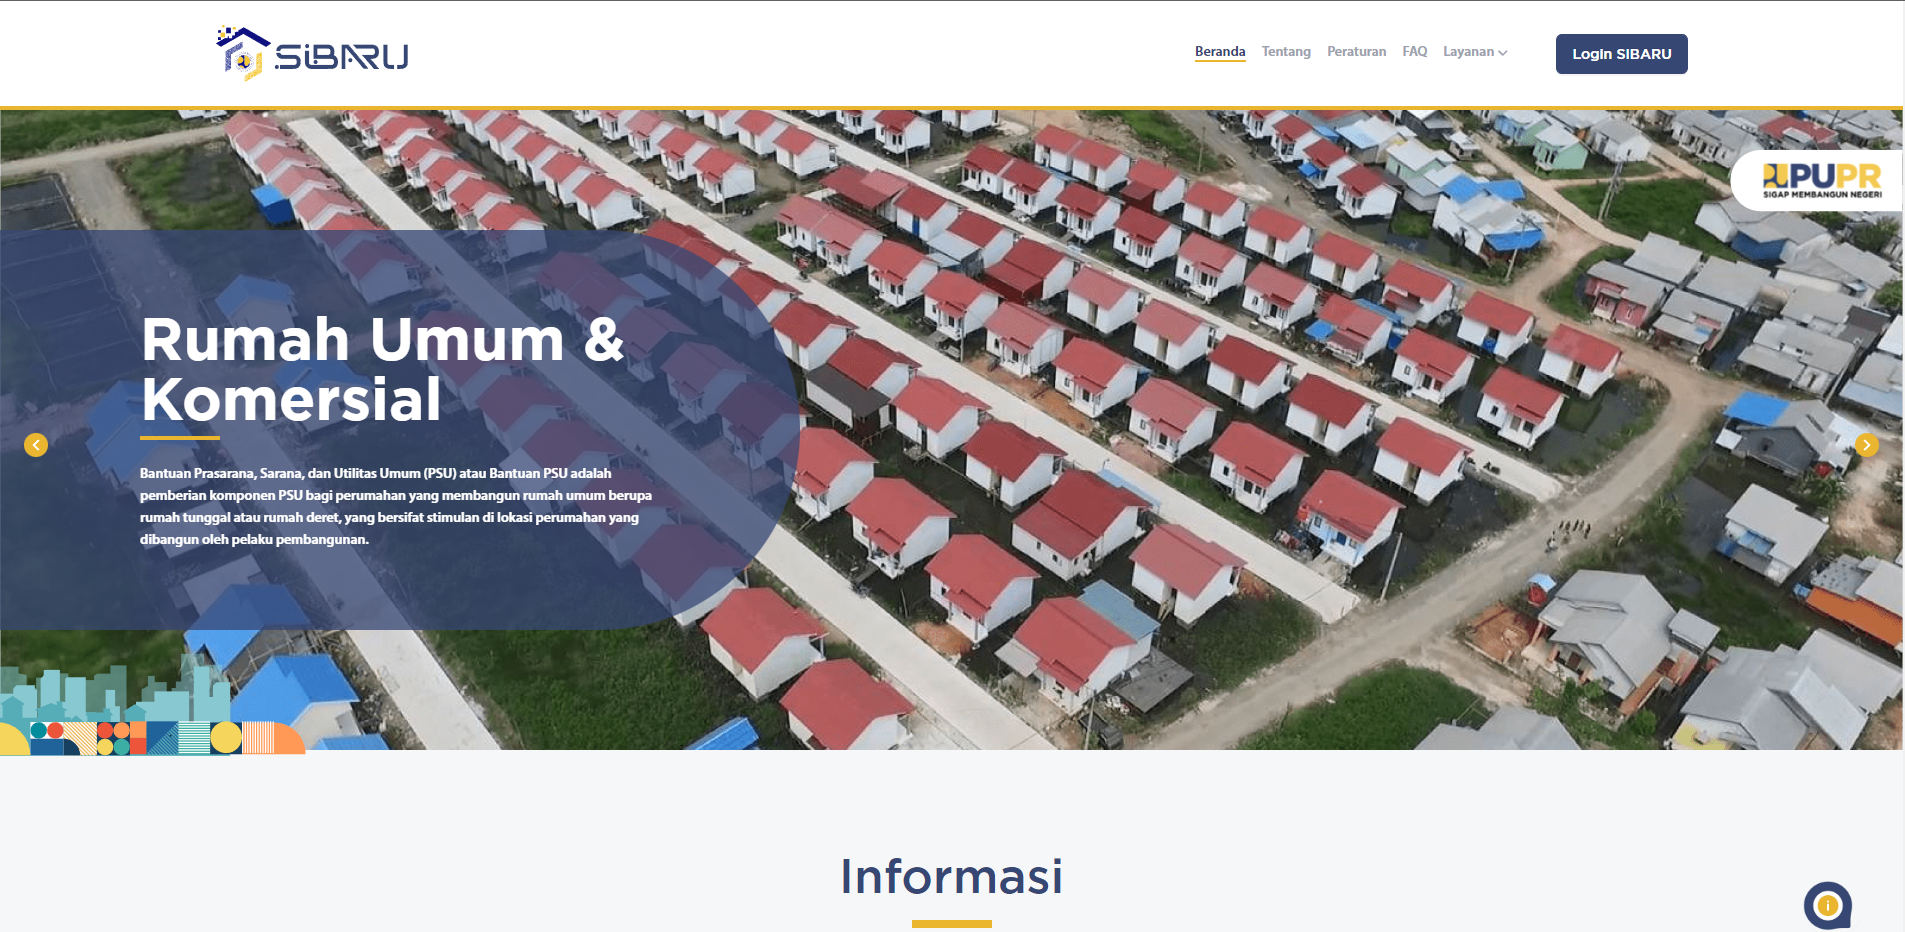 SiBARU
Beranda Tentang Peraturan FAQ Layanan
Login SIBARU
PUPR
SIGAP MEMBANGUN NEGERI
Rumah Umum &
Komersial
Bantuan Prasarana, Sarana, dan Utilitas Umum (PSU) atau Bantuan PSU adalah
pemberian komponen PSU bagi perumahan yang membangun rumah umum berupa
rumah tunggal atau rumah deret, yang bersifat stimulan di lokasi perumahan yang
dibangun oleh pelaku pembangunan.
Informasi
i